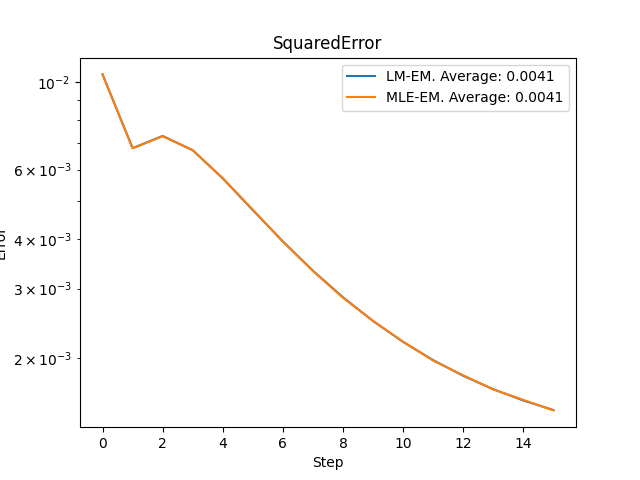 SquaredError
LM-EM. Average: 0.0041
MLE-EM. Average: 0.0041
10⁻²
6 × 10⁻³
4 × 10⁻³
3 × 10⁻³
2 × 10⁻³
Error
0 2 4 6 8 10 12 14
Step